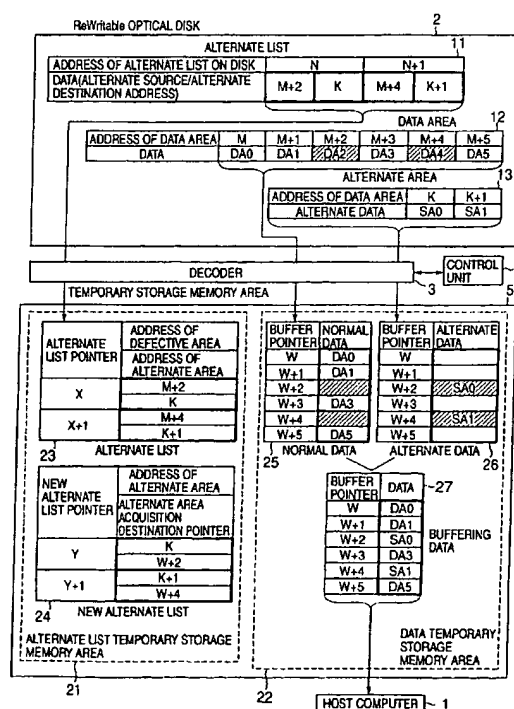 ReWritable OPTICAL DISK
2
ALTERNATE LIST
11
ADDRESS OF ALTERNATE LIST ON DISK N N+1
DATA(ALTERNATE SOURCE/ALTERNATE DESTINATION ADDRESS) M+2 K M+4 K+1
DATA AREA
12
ADDRESS OF DATA AREA M M+1 M+2 M+3 M+4 M+5
DATA DA0 DA1 DA2 DA3 DA4 DA5
ALTERNATE AREA
13
ADDRESS OF DATA AREA K K+1
ALTERNATE DATA SA0 SA1
DECODER
3
CONTROL UNIT
TEMPORARY STORAGE MEMORY AREA
5
ALTERNATE LIST POINTER
ADDRESS OF DEFECTIVE AREA
ADDRESS OF ALTERNATE AREA
X M+2
K
X+1 M+4
K+1
23
ALTERNATE LIST
NEW ALTERNATE LIST POINTER
ADDRESS OF ALTERNATE AREA
ALTERNATE AREA ACQUISITION DESTINATION POINTER
Y K
W+2
Y+1 K+1
W+4
24
NEW ALTERNATE LIST
ALTERNATE LIST TEMPORARY STORAGE MEMORY AREA
21
BUFFER POINTER NORMAL DATA
W DA0
W+1 DA1
W+2
W+3 DA3
W+4
W+5 DA5
25
NORMAL DATA
BUFFER POINTER ALTERNATE DATA
W
W+1
W+2 SA0
W+3
W+4 SA1
W+5
26
ALTERNATE DATA
27
BUFFER POINTER DATA
W DA0
W+1 DA1
W+2 SA0
W+3 DA3
W+4 SA1
W+5 DA5
BUFFERING DATA
DATA TEMPORARY STORAGE MEMORY AREA
22
HOST COMPUTER
1